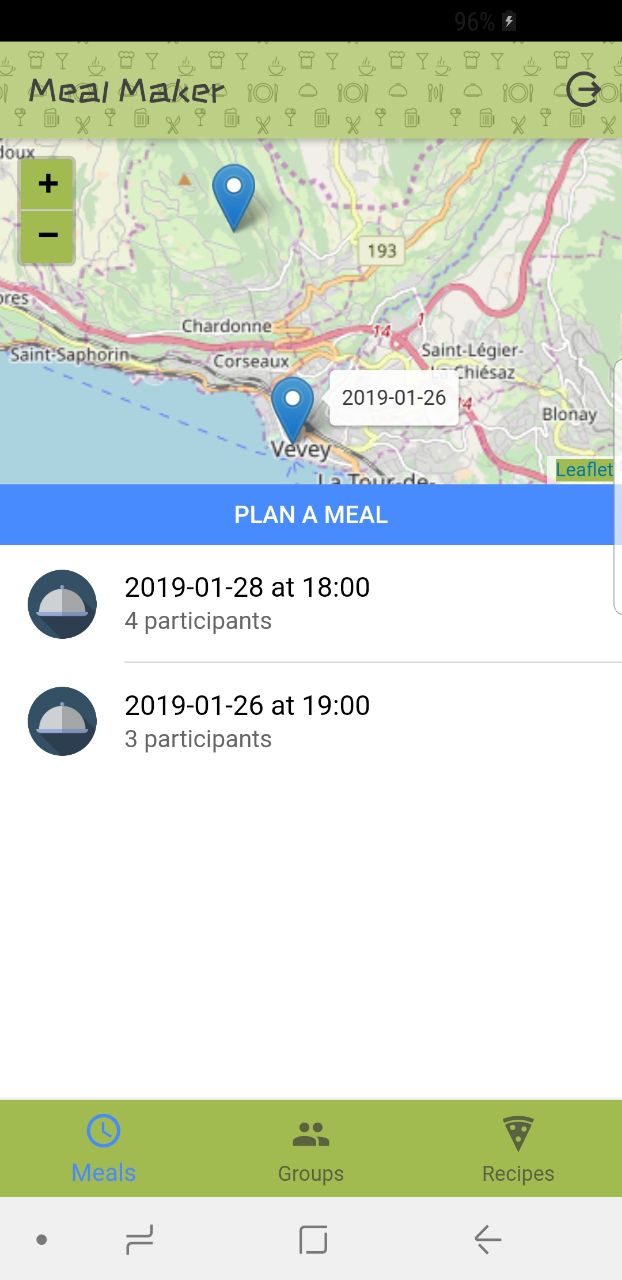 96%
Meal Maker
doux
+
−
193
ores
Chardonne
14
1
Saint-Saphorin
Corseaux
Saint-Légier-
La Chiésaz
2019-01-26
14
Blonay
Vevey
Leaflet
La Tour-de-
PLAN A MEAL
2019-01-28 at 18:00
4 participants
2019-01-26 at 19:00
3 participants
Meals
Groups
Recipes